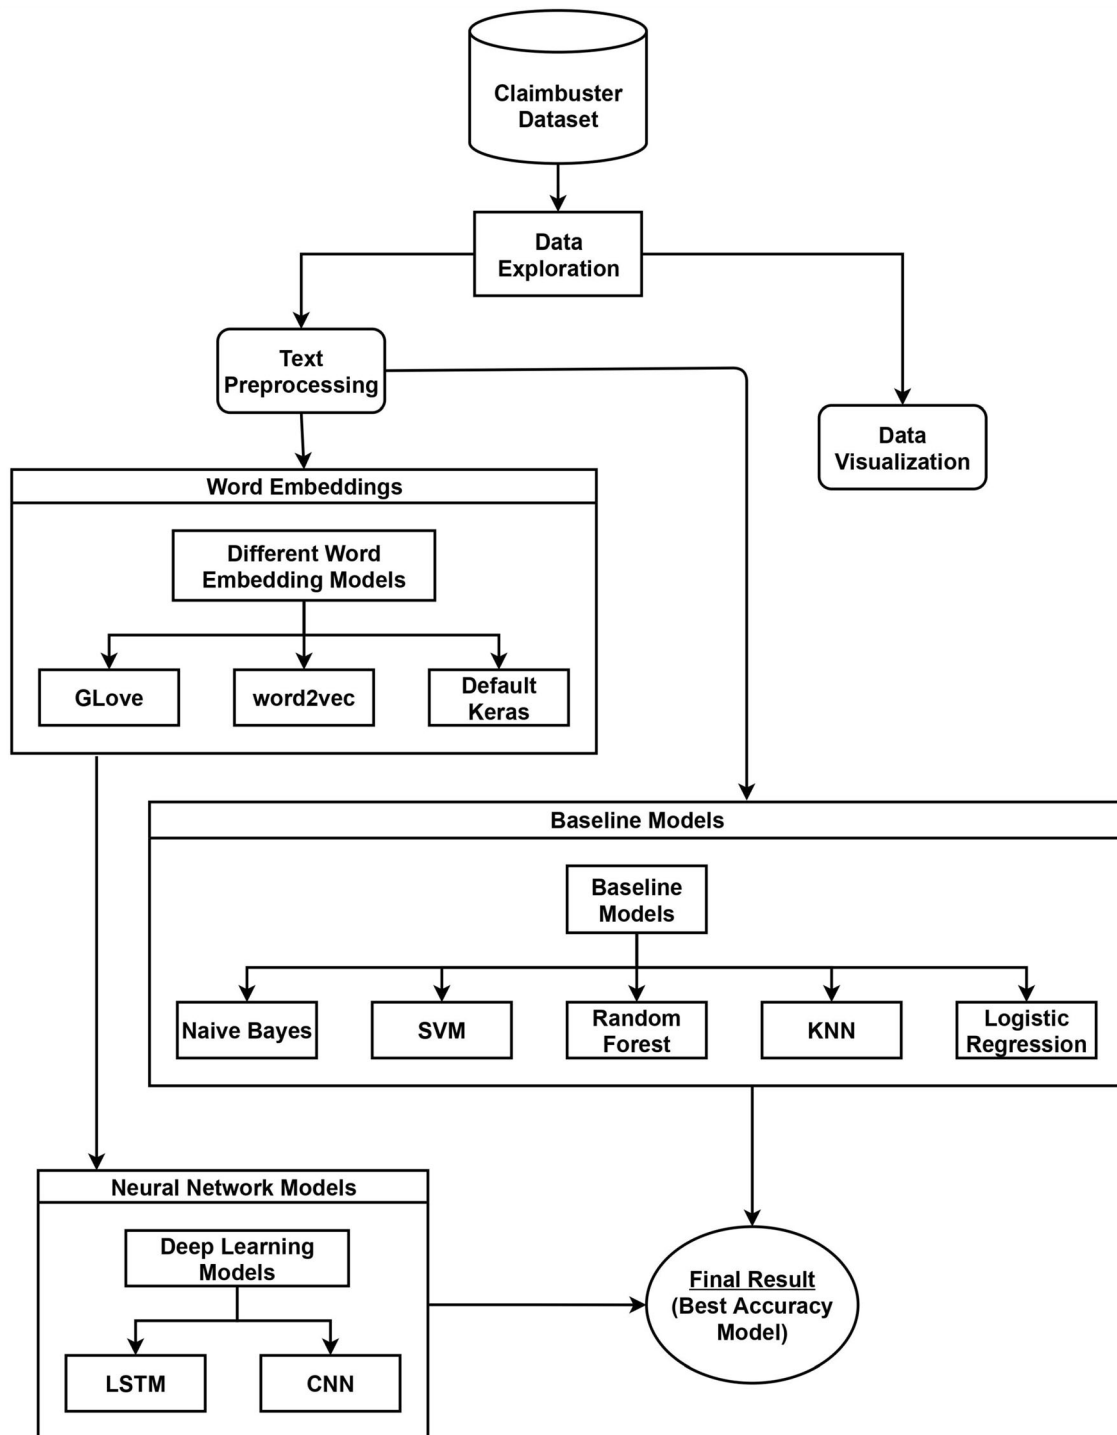 Claimbuster
Dataset
Data
Exploration
Text
Preprocessing
Data
Visualization
Word Embeddings
Different Word
Embedding Models
GLove
word2vec
Default
Keras
Baseline Models
Baseline
Models
Naive Bayes
SVM
Random
Forest
KNN
Logistic
Regression
Neural Network Models
Deep Learning
Models
LSTM
CNN
Final Result
(Best Accuracy
Model)